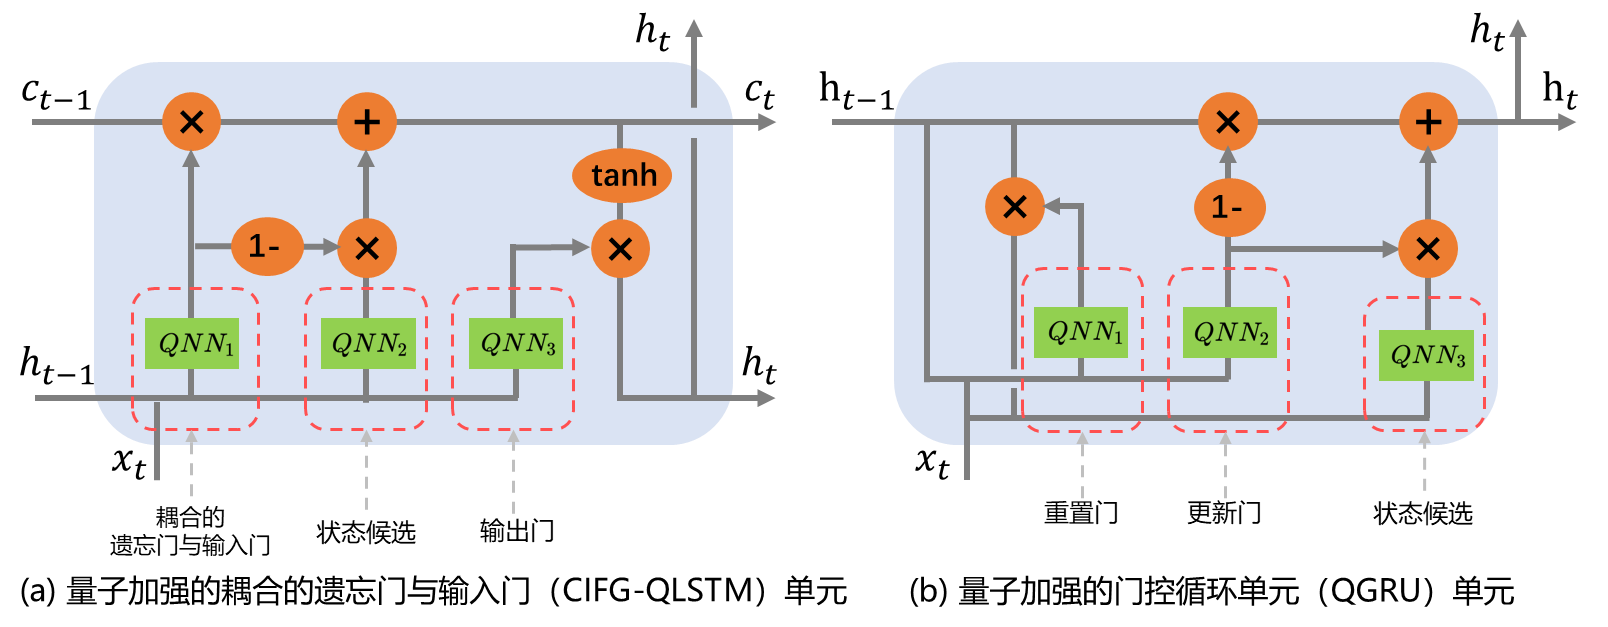 h_t
c_{t-1}
×
+
c_t
tanh
1-
×
×
QNN_1
QNN_2
QNN_3
h_{t-1}
h_t
x_t
耦合的
遗忘门与输入门
状态候选
输出门
(a) 量子加强的耦合的遗忘门与输入门（CIFG-QLSTM）单元
h_t
h_{t-1}
×
+
h_t
×
1-
×
QNN_1
QNN_2
QNN_3
x_t
重置门
更新门
状态候选
(b) 量子加强的门控循环单元（QGRU）单元